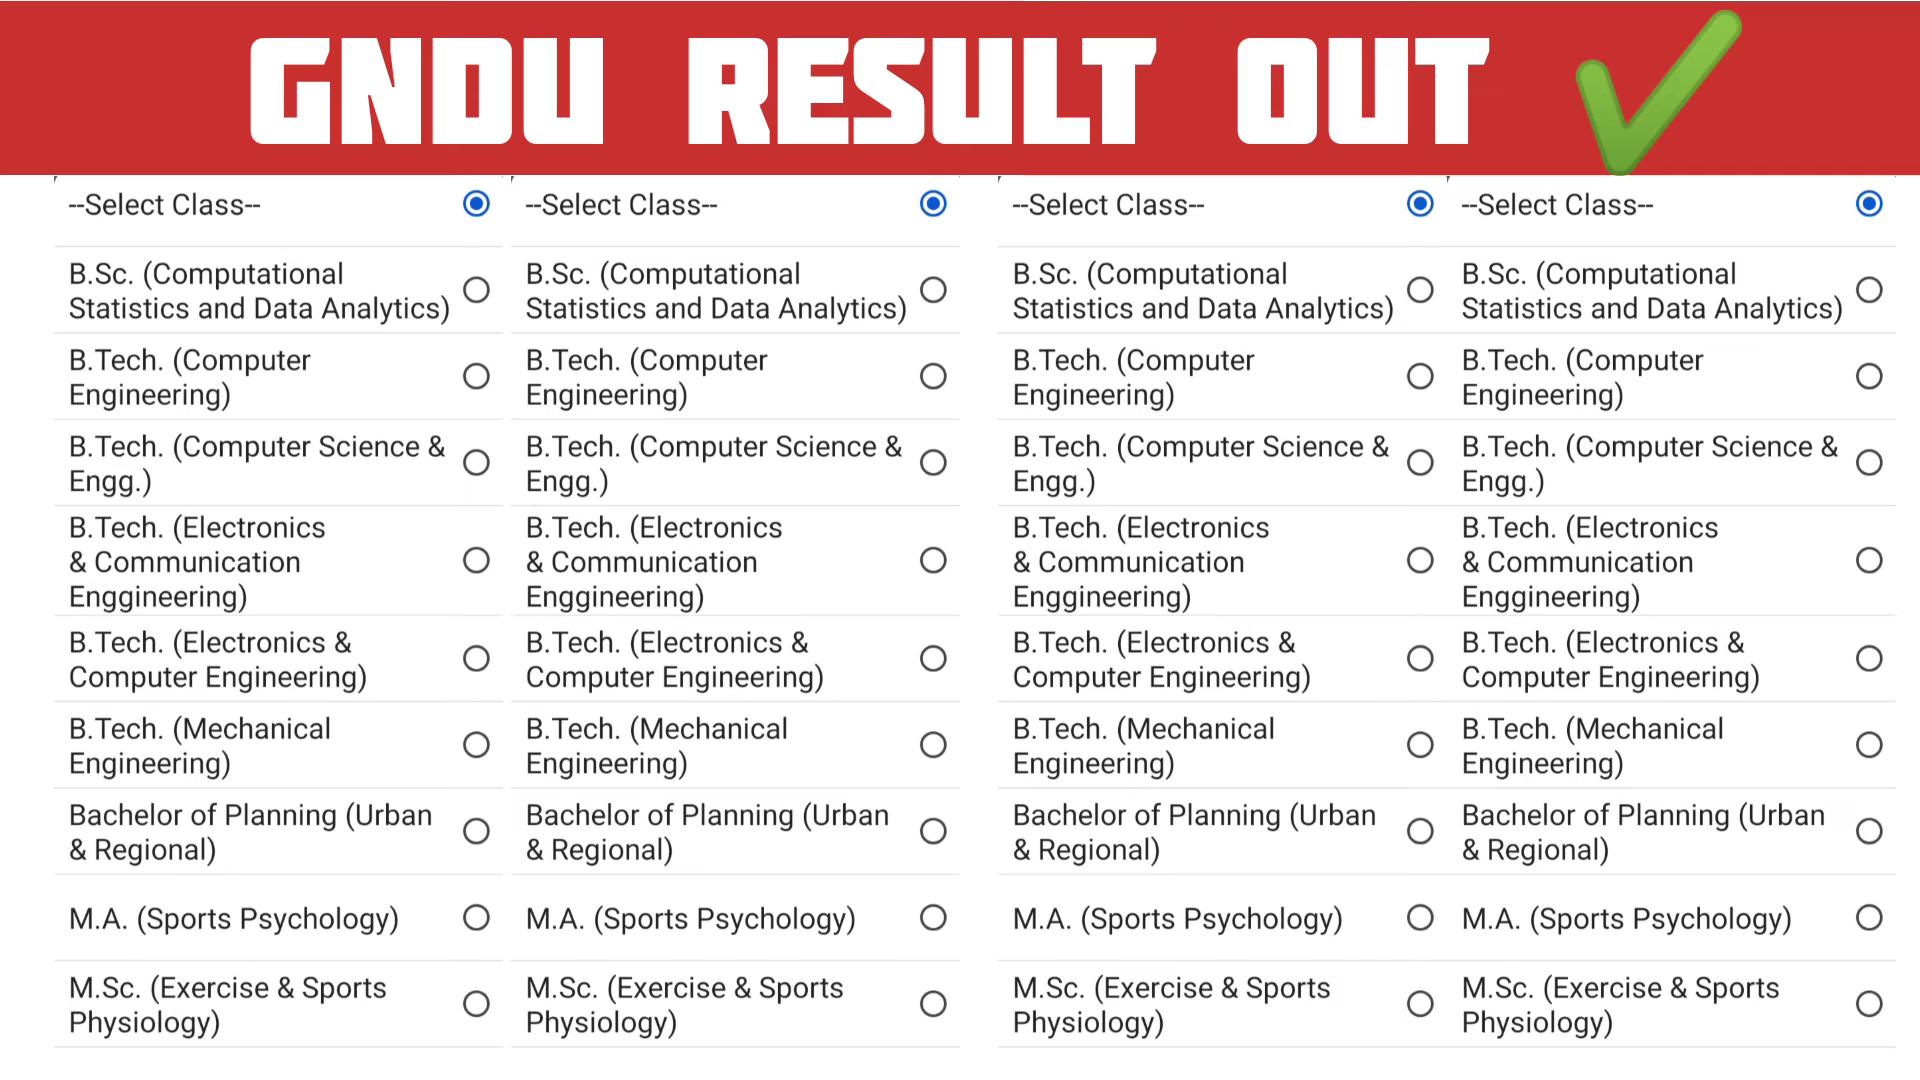 GNDU RESULT OUT
--Select Class--
B.Sc. (Computational
Statistics and Data Analytics)
B.Tech. (Computer
Engineering)
B.Tech. (Computer Science &
Engg.)
B.Tech. (Electronics
& Communication
Enggineering)
B.Tech. (Electronics &
Computer Engineering)
B.Tech. (Mechanical
Engineering)
Bachelor of Planning (Urban
& Regional)
M.A. (Sports Psychology)
M.Sc. (Exercise & Sports
Physiology)
--Select Class--
B.Sc. (Computational
Statistics and Data Analytics)
B.Tech. (Computer
Engineering)
B.Tech. (Computer Science &
Engg.)
B.Tech. (Electronics
& Communication
Enggineering)
B.Tech. (Electronics &
Computer Engineering)
B.Tech. (Mechanical
Engineering)
Bachelor of Planning (Urban
& Regional)
M.A. (Sports Psychology)
M.Sc. (Exercise & Sports
Physiology)
--Select Class--
B.Sc. (Computational
Statistics and Data Analytics)
B.Tech. (Computer
Engineering)
B.Tech. (Computer Science &
Engg.)
B.Tech. (Electronics
& Communication
Enggineering)
B.Tech. (Electronics &
Computer Engineering)
B.Tech. (Mechanical
Engineering)
Bachelor of Planning (Urban
& Regional)
M.A. (Sports Psychology)
M.Sc. (Exercise & Sports
Physiology)
--Select Class--
B.Sc. (Computational
Statistics and Data Analytics)
B.Tech. (Computer
Engineering)
B.Tech. (Computer Science &
Engg.)
B.Tech. (Electronics
& Communication
Enggineering)
B.Tech. (Electronics &
Computer Engineering)
B.Tech. (Mechanical
Engineering)
Bachelor of Planning (Urban
& Regional)
M.A. (Sports Psychology)
M.Sc. (Exercise & Sports
Physiology)